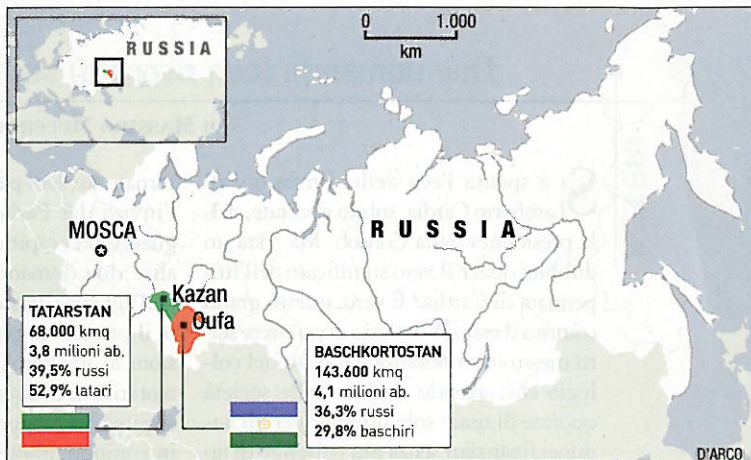 RUSSIA
0 1.000
km
RUSSIA
MOSCA
Kazan
Oufa
TATARSTAN
68.000 kmq
3,8 milioni ab.
39,5% russi
52,9% tatari
BASCHKORTOSTAN
143.600 kmq
4,1 milioni ab.
36,3% russi
29,8% baschiri
D'ARCO